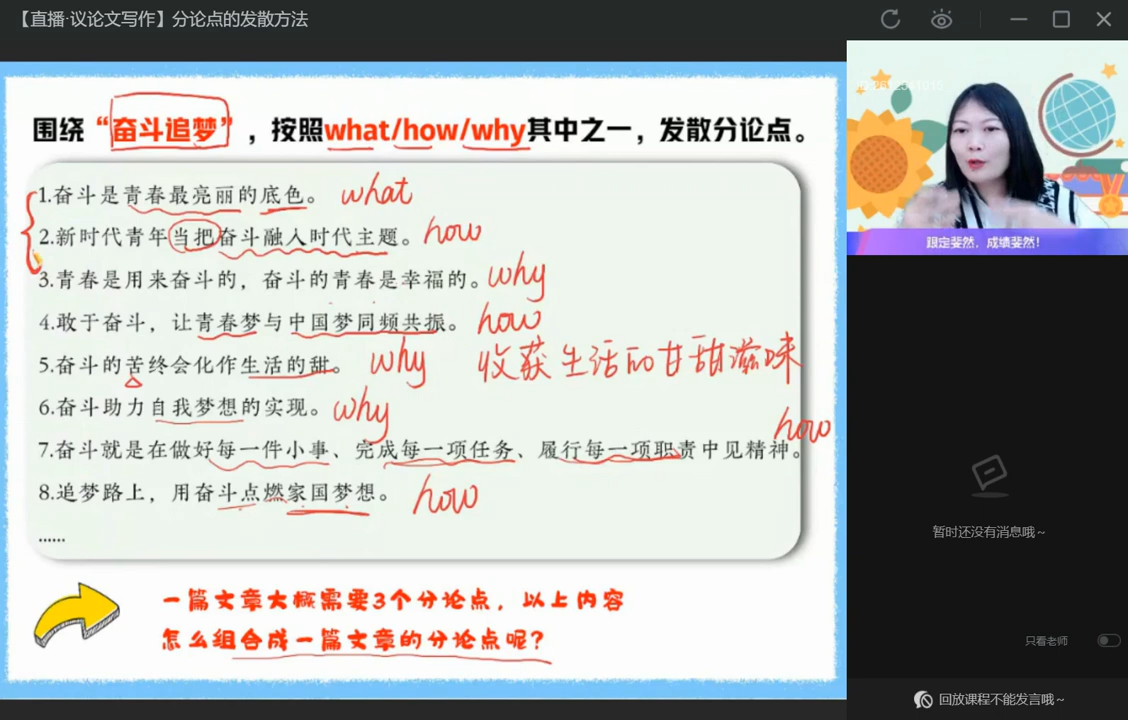 【直播·议论文写作】分论点的发散方法
围绕“奋斗追梦”，按照what/how/why其中之一，发散分论点。
1.奋斗是青春最亮丽的底色。 what
2.新时代青年当把奋斗融入时代主题。 how
3.青春是用来奋斗的，奋斗的青春是幸福的。 why
4.敢于奋斗，让青春梦与中国梦同频共振。 how
5.奋斗的苦终会化作生活的甜。 why 收获生活的甘甜滋味
6.奋斗助力自我梦想的实现。 why
7.奋斗就是在做好每一件小事、完成每一项任务、履行每一项职责中见精神。 how
8.追梦路上，用奋斗点燃家国梦想。 how
......
一篇文章大概需要3个分论点，以上内容
怎么组合成一篇文章的分论点呢？
跟定斐然，成绩斐然！
暂时还没有消息哦~
只看老师
回放课程不能发言哦~